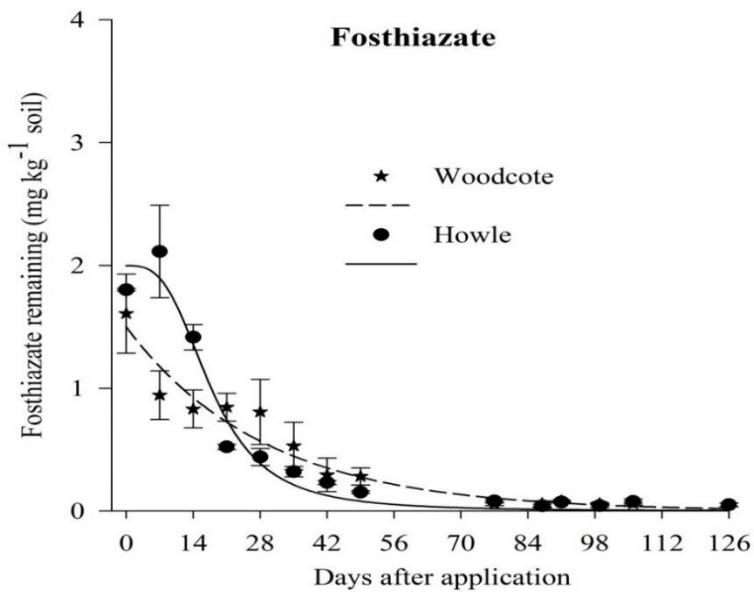 Fosthiazate
4
3
2
1
0
Fosthiazate remaining (mg kg⁻¹ soil)
Woodcote
Howle
0 14 28 42 56 70 84 98 112 126
Days after application